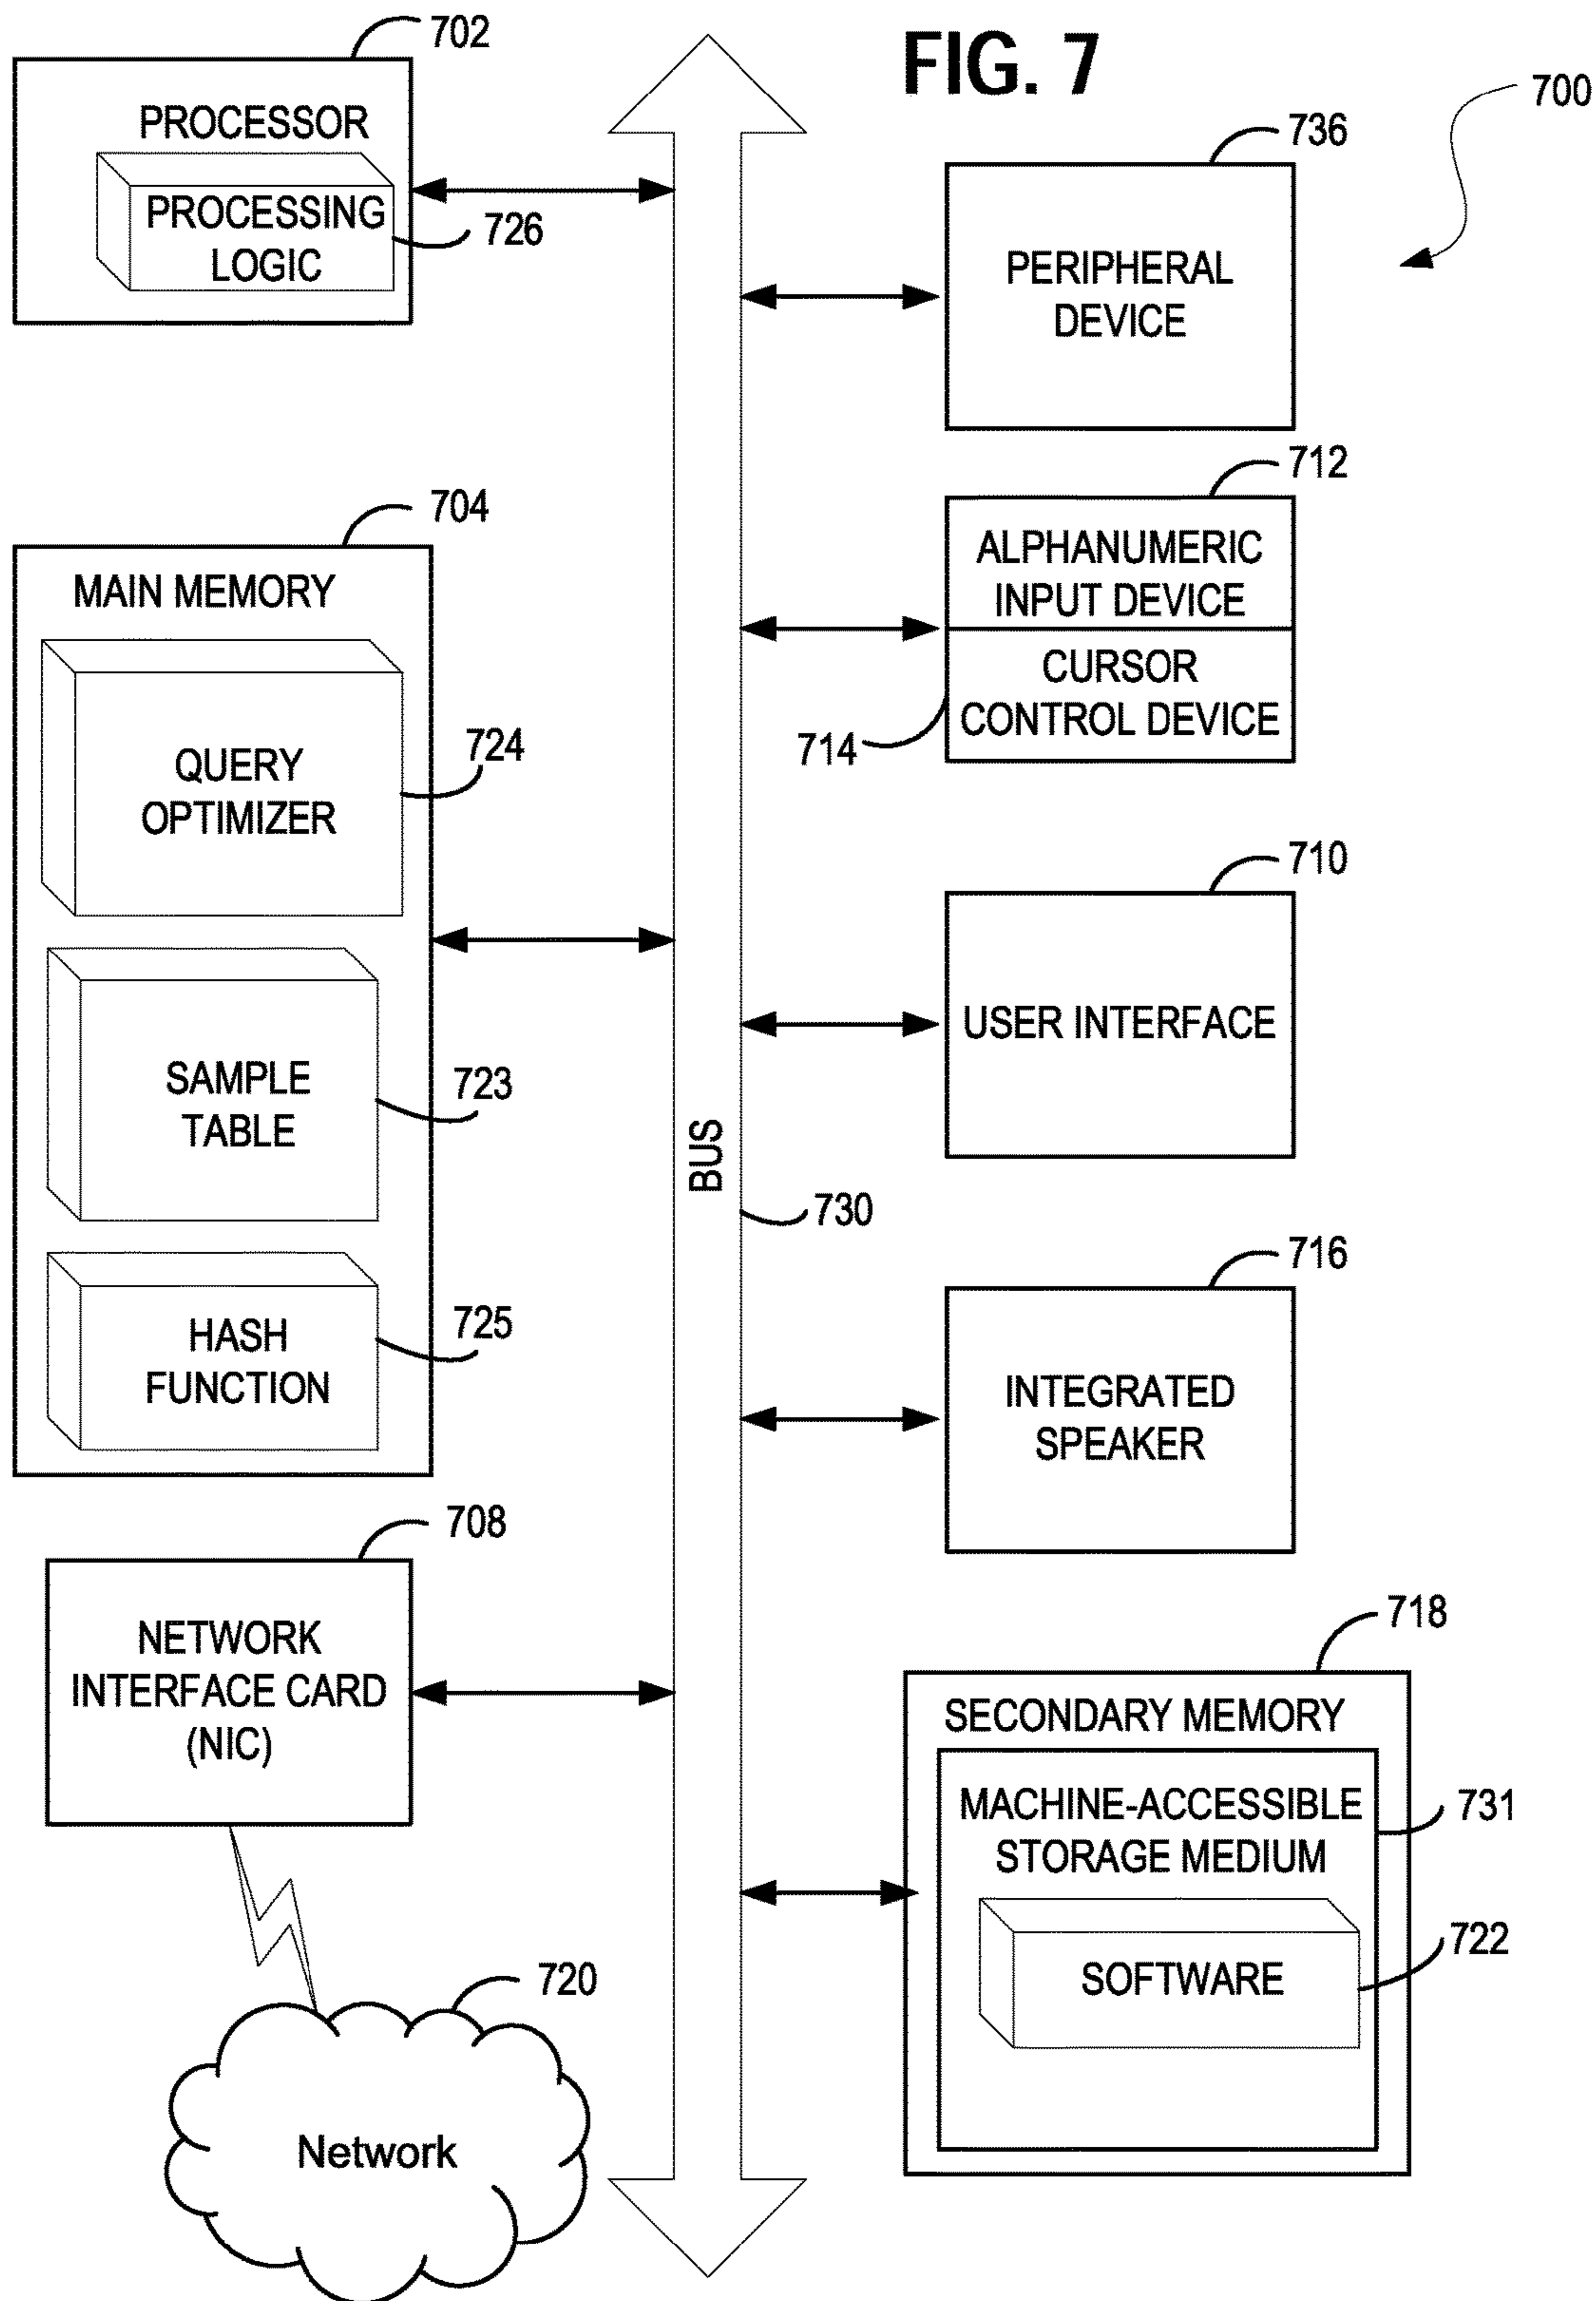 FIG. 7
700
702
PROCESSOR
PROCESSING
LOGIC
726
704
MAIN MEMORY
QUERY
OPTIMIZER
724
SAMPLE
TABLE
723
HASH
FUNCTION
725
708
NETWORK
INTERFACE CARD
(NIC)
720
Network
BUS
730
736
PERIPHERAL
DEVICE
712
ALPHANUMERIC
INPUT DEVICE
CURSOR
CONTROL DEVICE
714
710
USER INTERFACE
716
INTEGRATED
SPEAKER
718
SECONDARY MEMORY
MACHINE-ACCESSIBLE
STORAGE MEDIUM
731
SOFTWARE
722